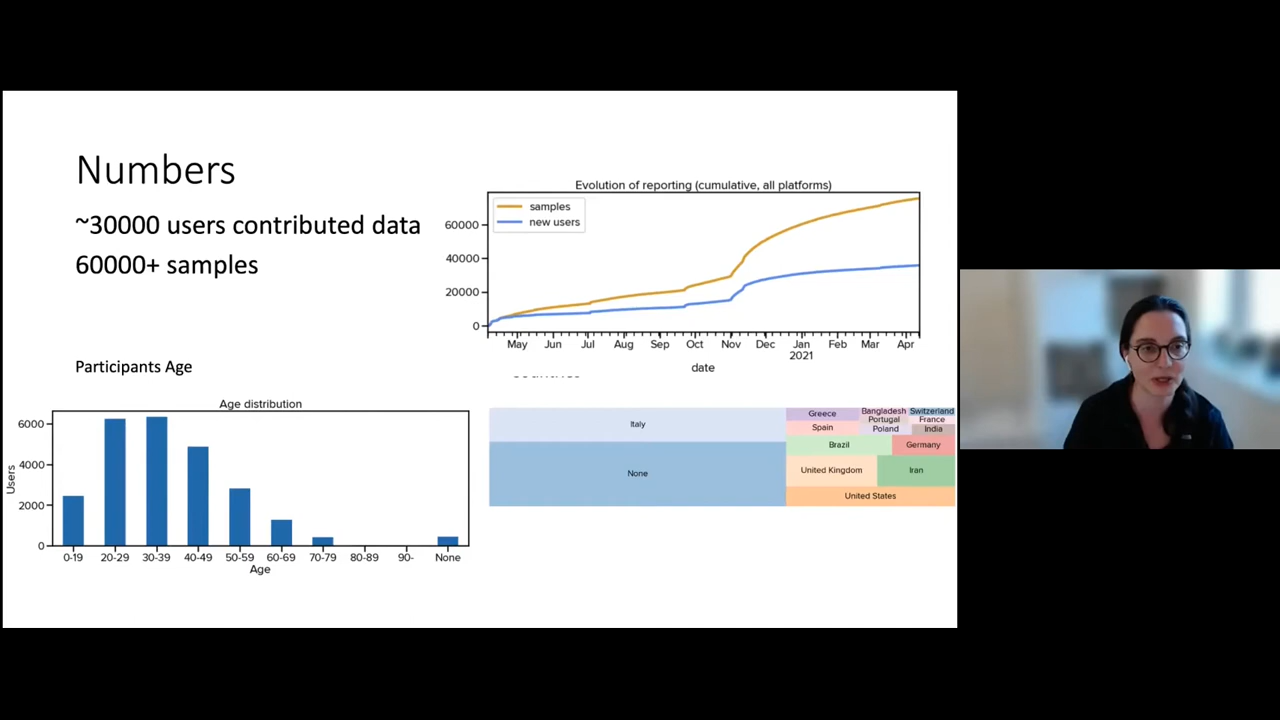 Numbers
~30000 users contributed data
60000+ samples
Evolution of reporting (cumulative, all platforms)
samples
new users
60000
40000
20000
0
May Jun Jul Aug Sep Oct Nov Dec Jan Feb Mar Apr
2021
date
Participants Age
Age distribution
6000
4000
2000
0
Users
0-19 20-29 30-39 40-49 50-59 60-69 70-79 80-89 90- None
Age
Italy
None
Greece
Spain
Bangladesh
Portugal
Poland
Switzerland
France
India
Brazil
Germany
United Kingdom
Iran
United States